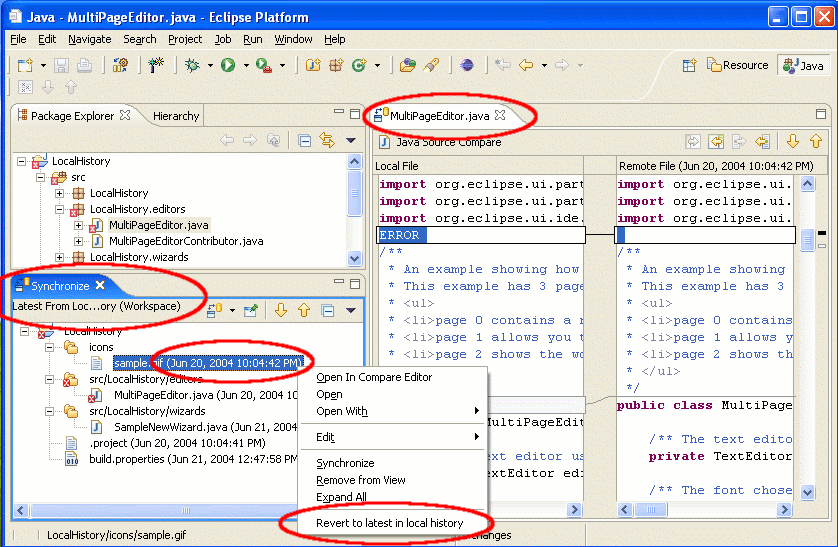 Java - MultiPageEditor.java - Eclipse Platform
File Edit Navigate Search Project Job Run Window Help
Resource Java
Package Explorer Hierarchy
LocalHistory
src
LocalHistory
LocalHistory.editors
MultiPageEditor.java
MultiPageEditorContributor.java
LocalHistory.wizards
Synchronize
Latest From Loc...ory (Workspace)
LocalHistory
icons
sample.gif (Jun 20, 2004 10:04:42 PM)
src/LocalHistory/editors
MultiPageEditor.java (Jun 20, 2004 10
src/LocalHistory/wizards
SampleNewWizard.java (Jun 21, 2004
.project (Jun 20, 2004 10:04:41 PM)
build.properties (Jun 21, 2004 12:47:58 PM)
MultiPageEditor.java
Java Source Compare
Local File
import org.eclipse.ui.part
import org.eclipse.ui.part
import org.eclipse.ui.ide.
ERROR
/**
* An example showing how
* This example has 3 page
* <ul>
* <li>page 0 contains a n
* <li>page 1 allows you t
* <li>page 2 shows the wo
MultiPageEdit
text editor us
TextEditor edi
Remote File (Jun 20, 2004 10:04:42 PM)
import org.eclipse.ui.
import org.eclipse.ui.
import org.eclipse.ui.
/**
* An example showing
* This example has 3
* <ul>
* <li>page 0 contains
* <li>page 1 allows y
* <li>page 2 shows th
* </ul>
*/
public class MultiPage
/** The text edito
private TextEditor
/** The font chose
Open In Compare Editor
Open
Open With
Edit
Synchronize
Remove from View
Expand All
Revert to latest in local history
LocalHistory/icons/sample.gif
changes